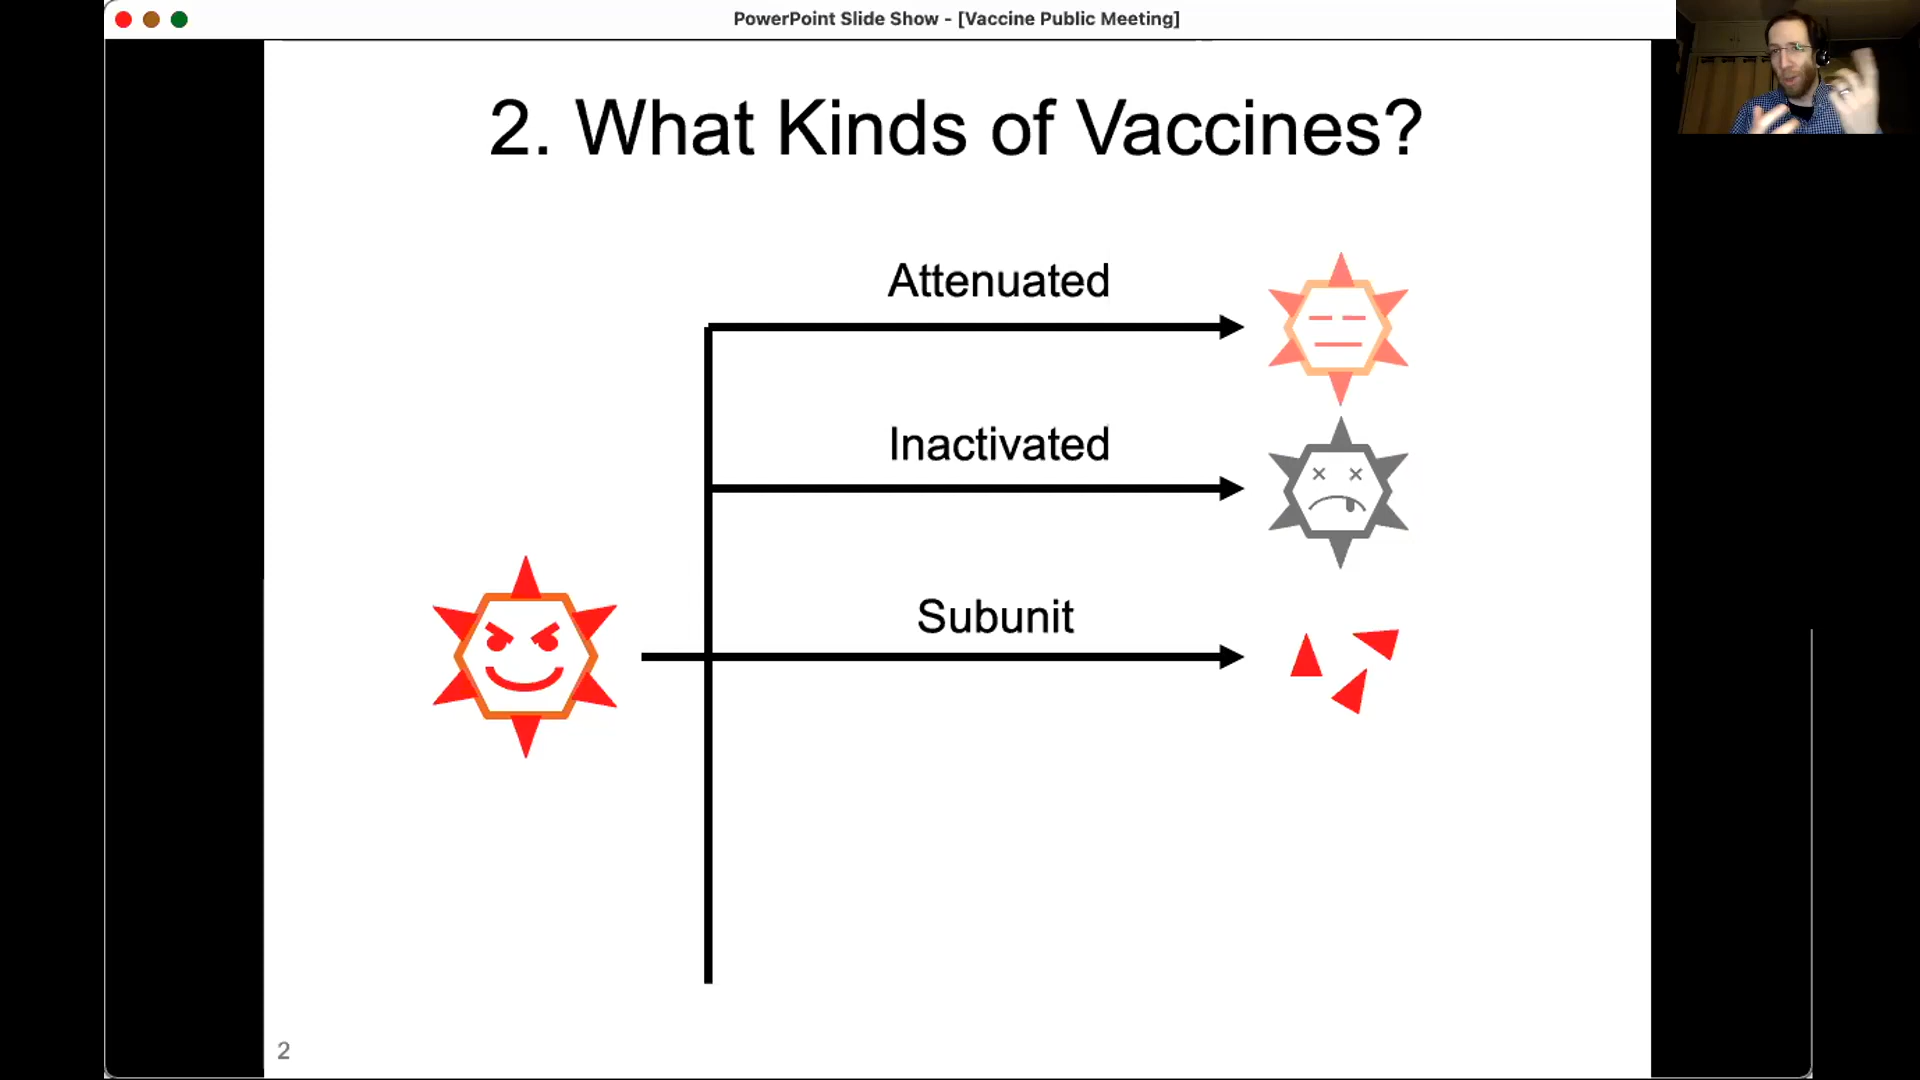 PowerPoint Slide Show - [Vaccine Public Meeting]
2. What Kinds of Vaccines?
Attenuated
Inactivated
Subunit
2